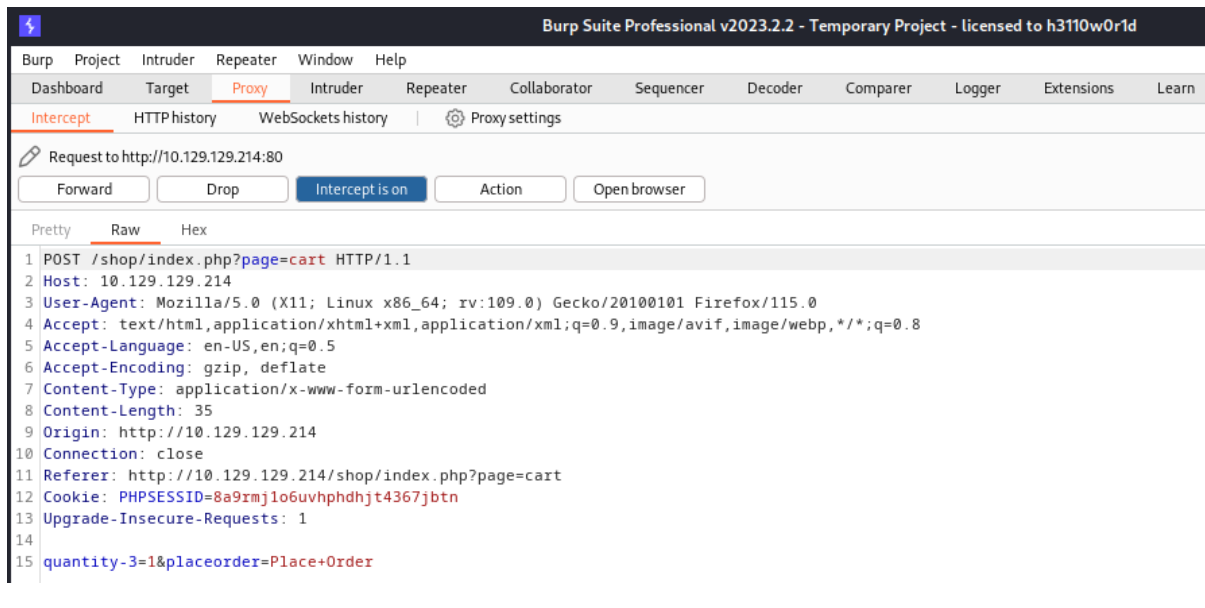 Burp Suite Professional v2023.2.2 - Temporary Project - licensed to h3110w0r1d
Burp Project Intruder Repeater Window Help
Dashboard Target Proxy Intruder Repeater Collaborator Sequencer Decoder Comparer Logger Extensions Learn
Intercept HTTP history WebSockets history Proxy settings
Request to http://10.129.129.214:80
Forward Drop Intercept is on Action Open browser
Pretty Raw Hex
1 POST /shop/index.php?page=cart HTTP/1.1
2 Host: 10.129.129.214
3 User-Agent: Mozilla/5.0 (X11; Linux x86_64; rv:109.0) Gecko/20100101 Firefox/115.0
4 Accept: text/html,application/xhtml+xml,application/xml;q=0.9,image/avif,image/webp,*/*;q=0.8
5 Accept-Language: en-US,en;q=0.5
6 Accept-Encoding: gzip, deflate
7 Content-Type: application/x-www-form-urlencoded
8 Content-Length: 35
9 Origin: http://10.129.129.214
10 Connection: close
11 Referer: http://10.129.129.214/shop/index.php?page=cart
12 Cookie: PHPSESSID=8a9rmj1o6uvhphdhjt4367jbtn
13 Upgrade-Insecure-Requests: 1
14
15 quantity-3=1&placeorder=Place+Order